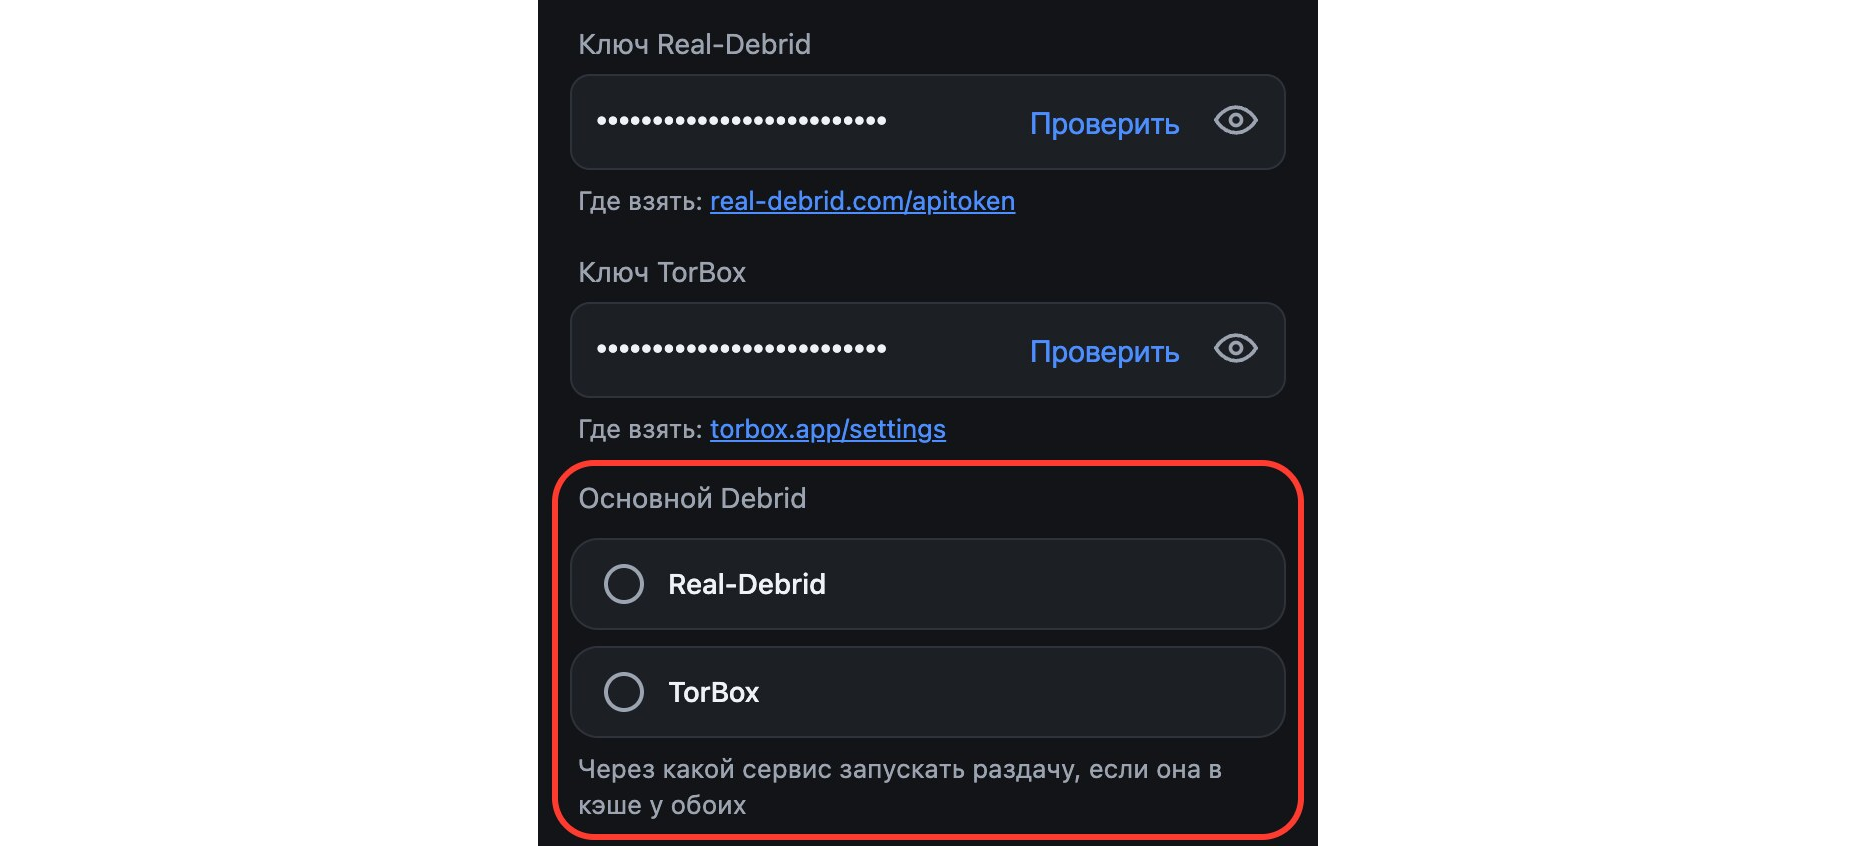 Ключ Real-Debrid
•••••••••••••••••••••••••• Проверить
Где взять: real-debrid.com/apitoken
Ключ TorBox
•••••••••••••••••••••••••• Проверить
Где взять: torbox.app/settings
Основной Debrid
Real-Debrid
TorBox
Через какой сервис запускать раздачу, если она в
кэше у обоих